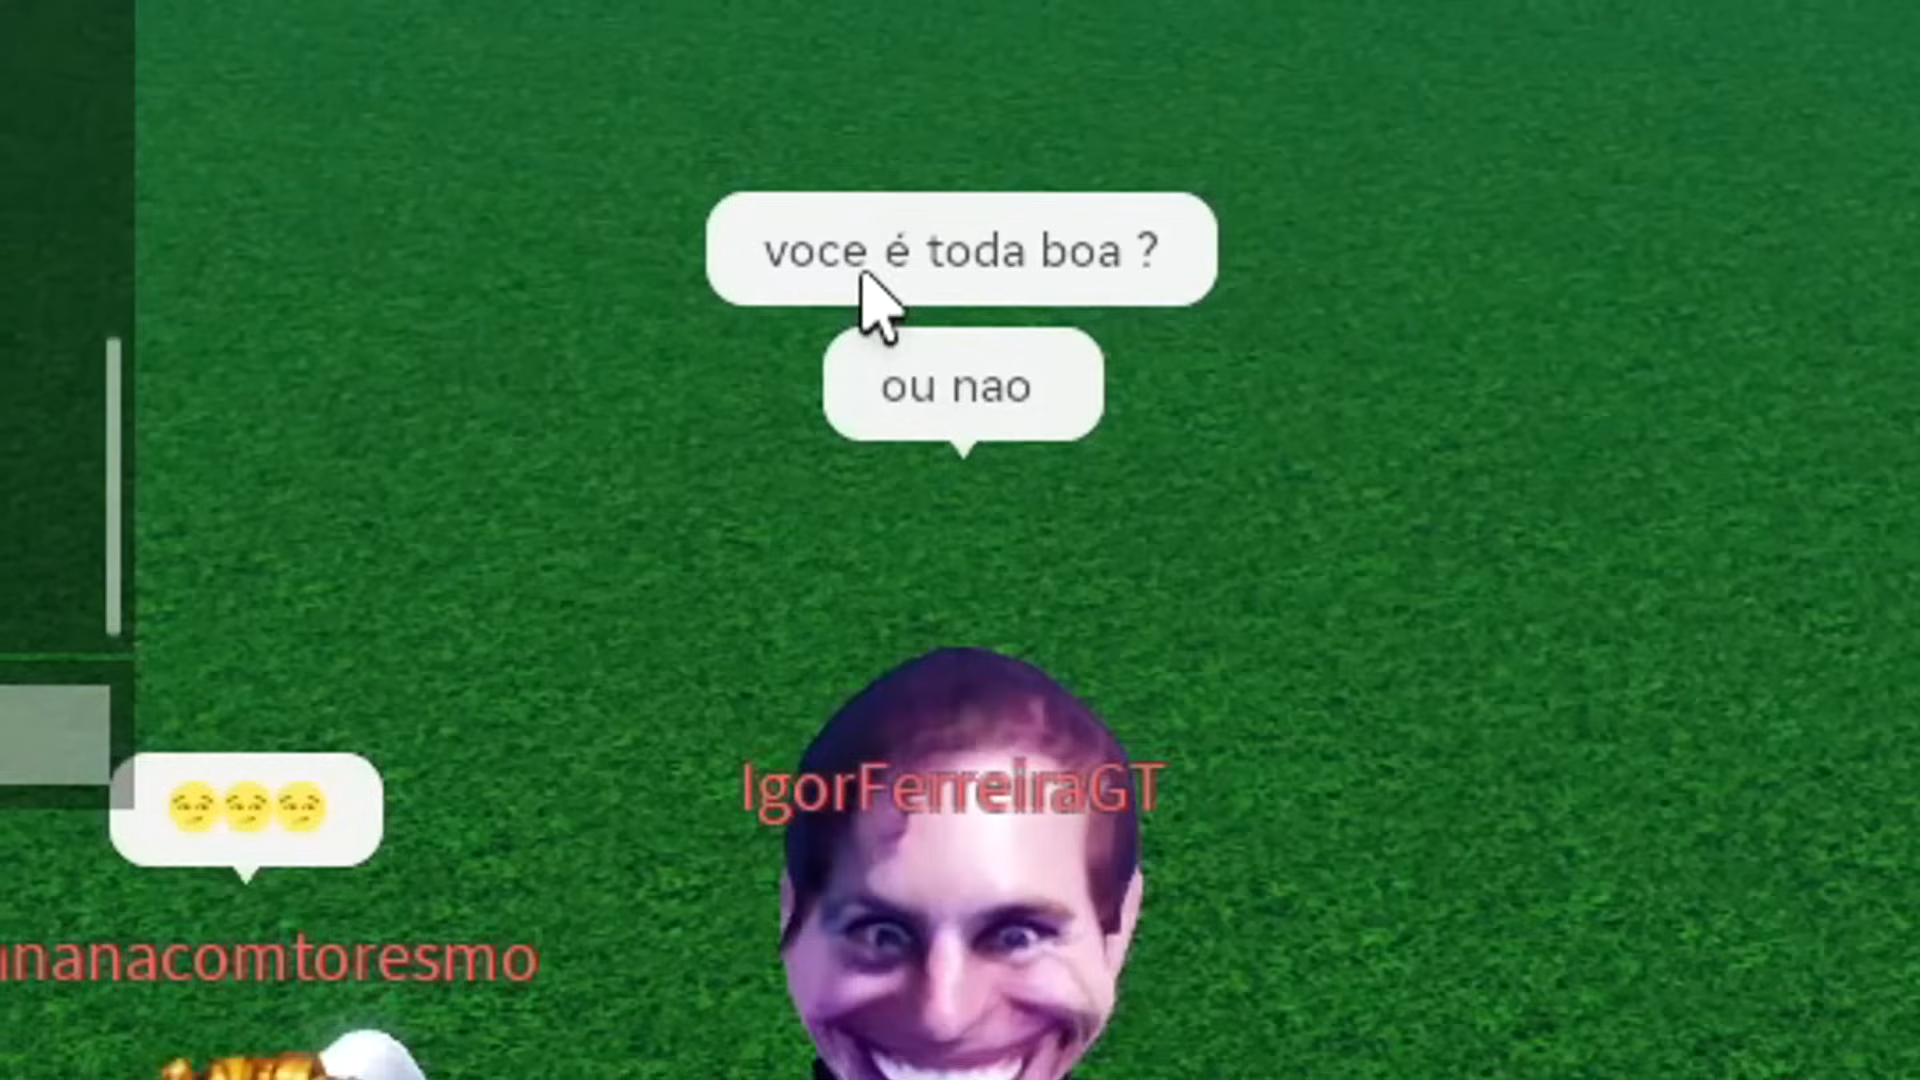 voce é toda boa ?
ou nao
IgorFerreiraGT
😏😏😏
nanacomtoresmo